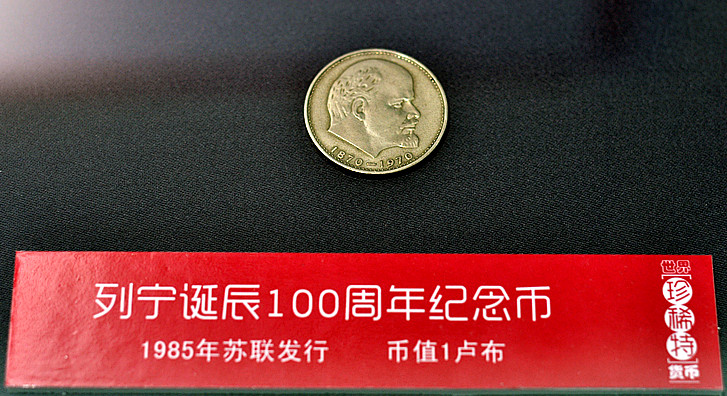 1870-1970
列宁诞辰100周年纪念币
1985年苏联发行 币值1卢布
世界
珍稀特
货币